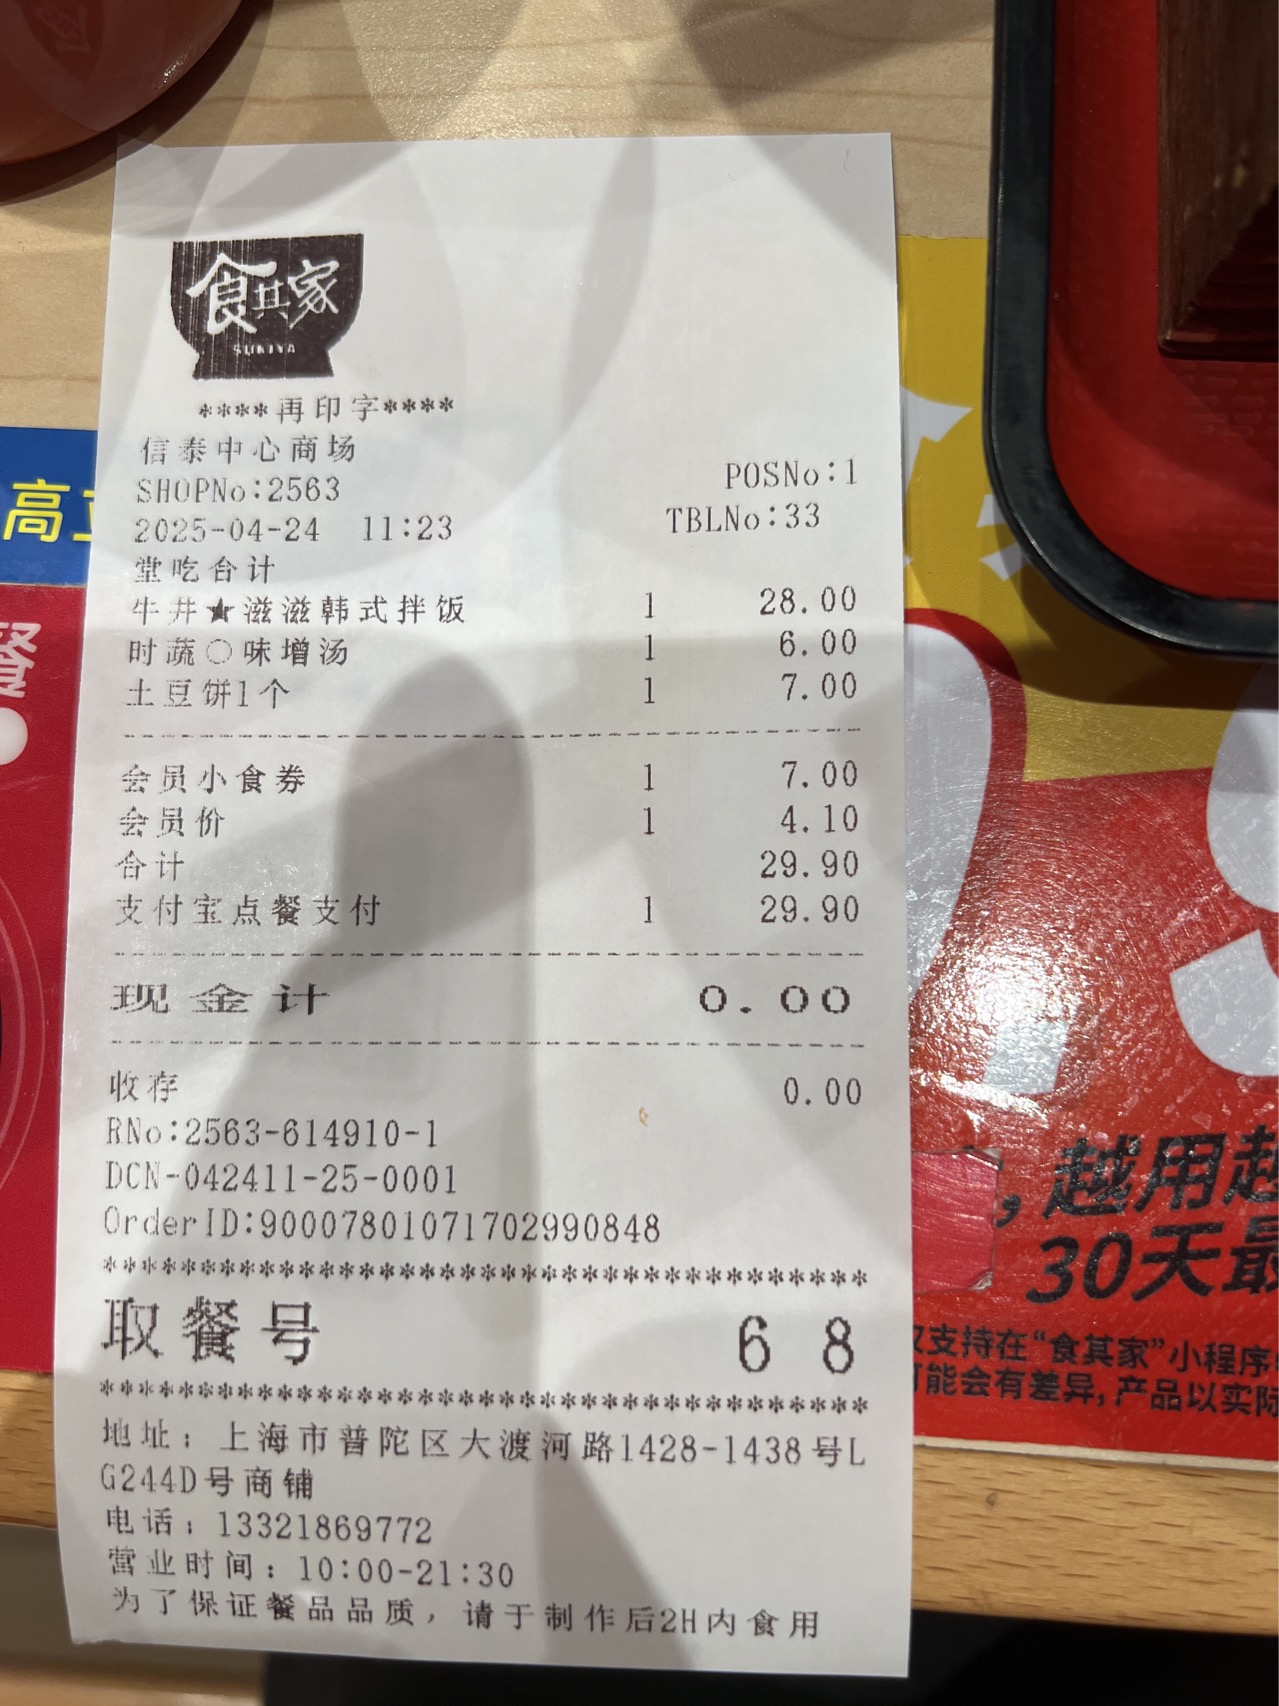 食其家
SUKIYA
****再印字****
信泰中心商场
SHOPNo:2563 POSNo:1
2025-04-24 11:23 TBLNo:33
堂吃合计
牛丼★滋滋韩式拌饭 1 28.00
时蔬○味增汤 1 6.00
土豆饼1个 1 7.00
会员小食券 1 7.00
会员价 1 4.10
合计 29.90
支付宝点餐支付 1 29.90
现金计 0.00
收存 0.00
RNo:2563-614910-1
DCN-042411-25-0001
OrderID:900078010717029​90848
****************************************
取餐号 68
****************************************
地址：上海市普陀区大渡河路1428-1438号L
G244D号商铺
电话：13321869772
营业时间：10:00-21:30
为了保证餐品品质，请于制作后2H内食用
高
餐
，越用越
30天最
仅支持在“食其家”小程序
可能会有差异，产品以实际